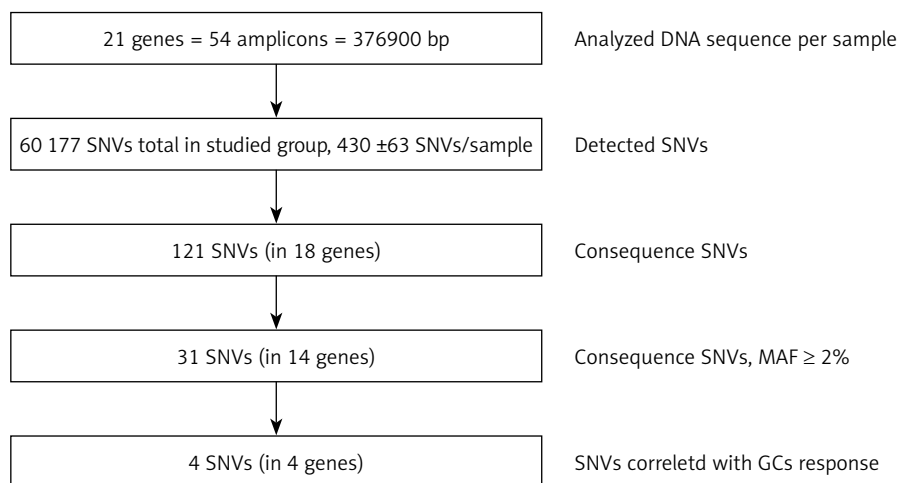 21 genes = 54 amplicons = 376900 bp
Analyzed DNA sequence per sample
60 177 SNVs total in studied group, 430 ±63 SNVs/sample
Detected SNVs
121 SNVs (in 18 genes)
Consequence SNVs
31 SNVs (in 14 genes)
Consequence SNVs, MAF ≥ 2%
4 SNVs (in 4 genes)
SNVs correletd with GCs response